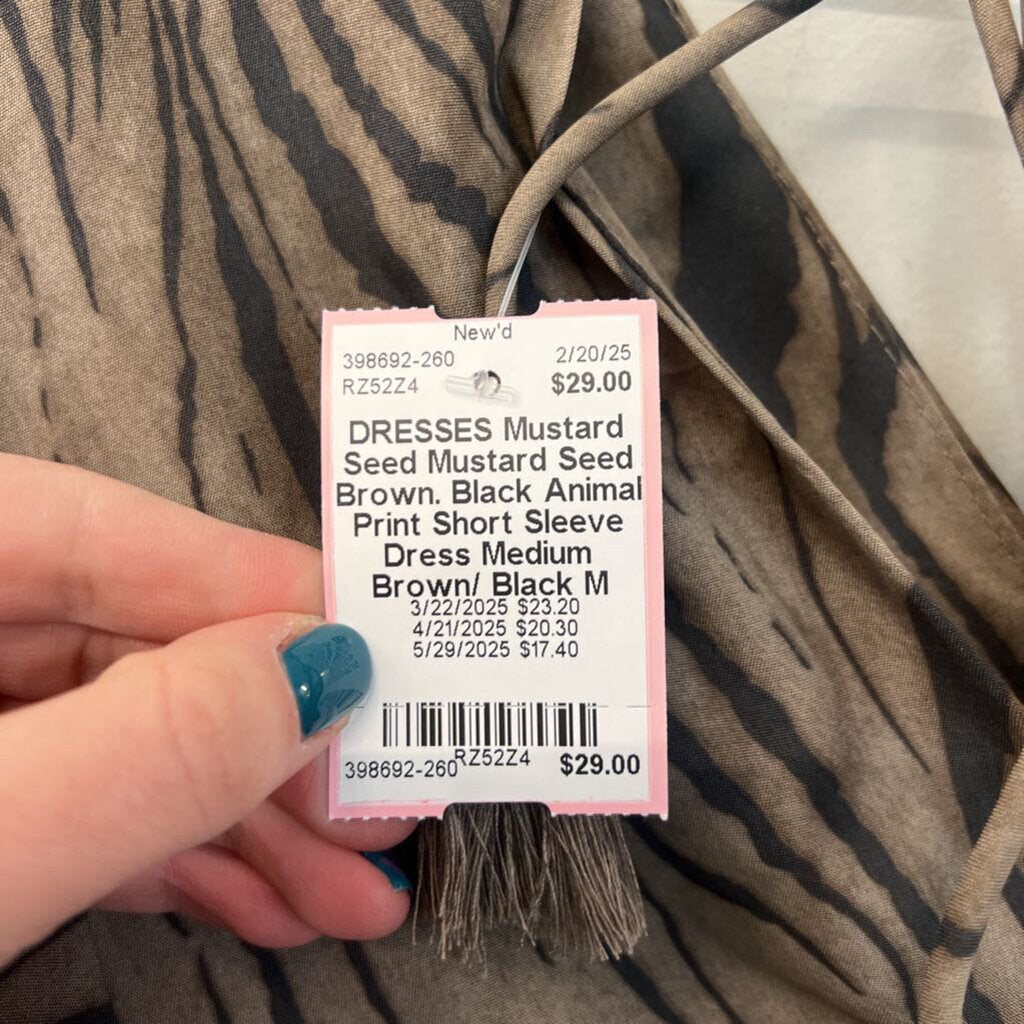 New'd
398692-260 2/20/25
RZ52Z4 $29.00
DRESSES Mustard
Seed Mustard Seed
Brown. Black Animal
Print Short Sleeve
Dress Medium
Brown/ Black M
3/22/2025 $23.20
4/21/2025 $20.30
5/29/2025 $17.40
398692-260 RZ52Z4 $29.00